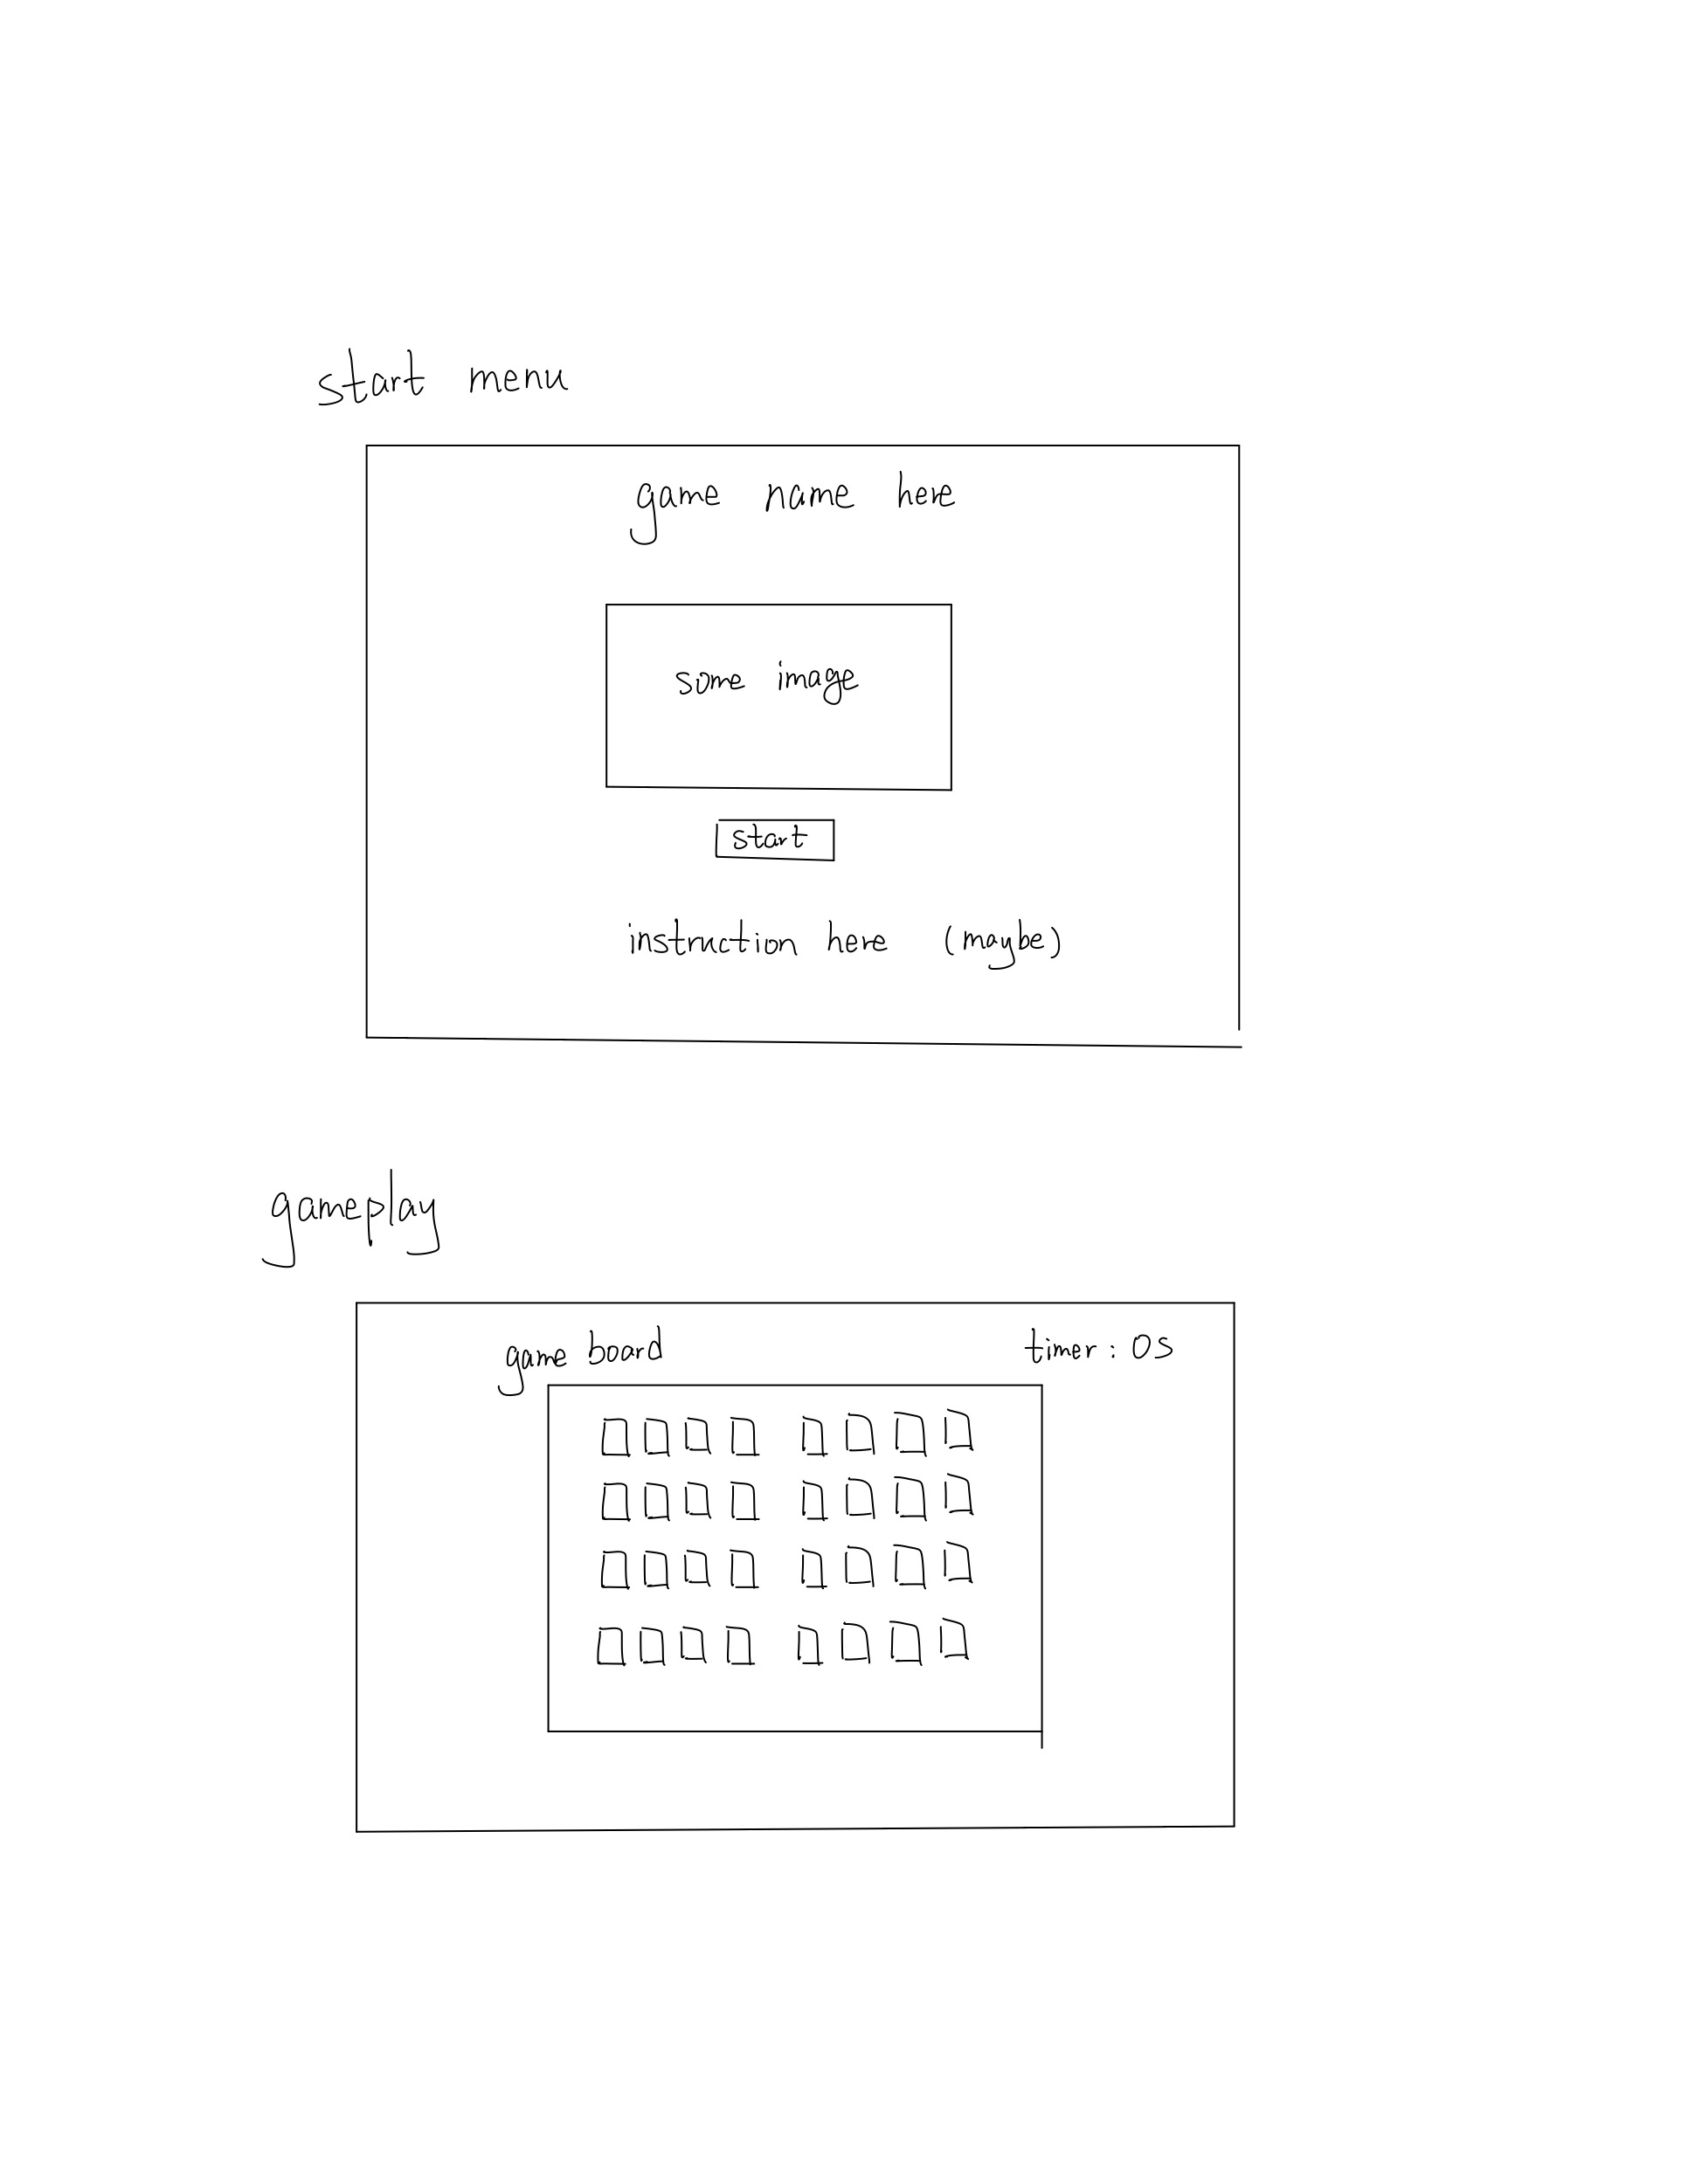 start menu
game name here
some image
start
instruction here (maybe)
gameplay
game board
timer: 0s